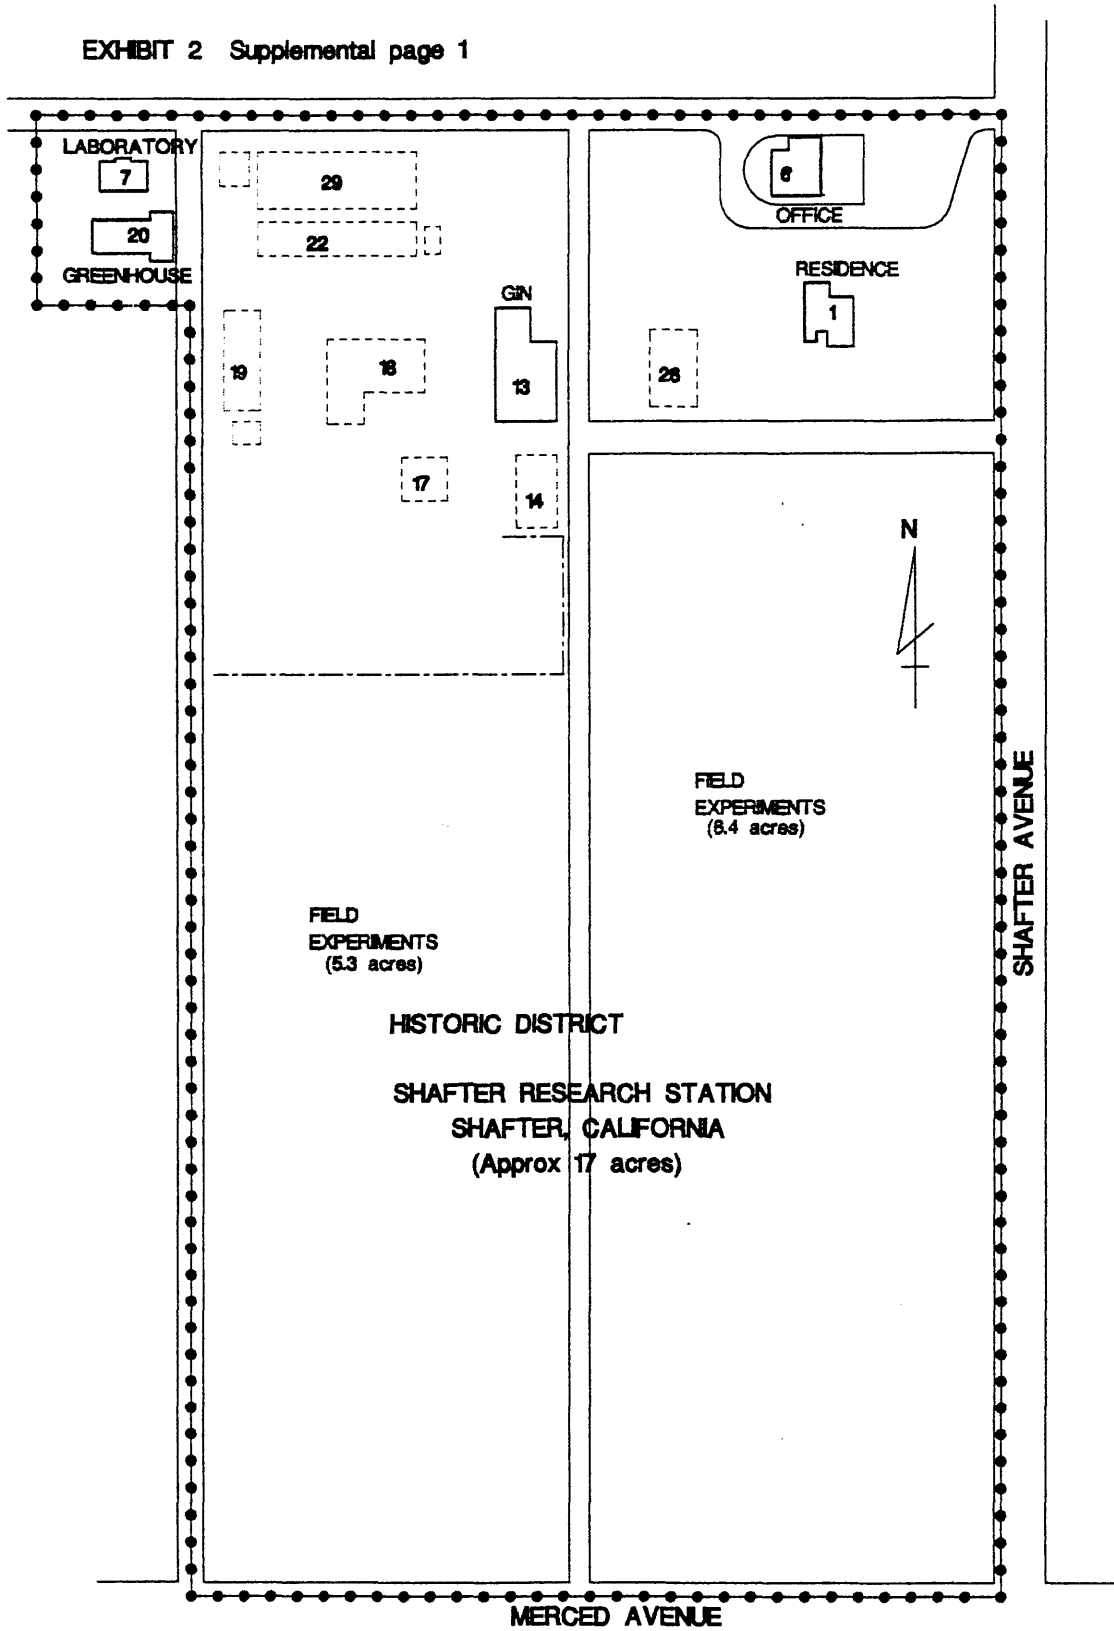 EXHIBIT 2 Supplemental page 1
LABORATORY
7
20
GREENHOUSE
29
22
6
OFFICE
RESIDENCE
1
GIN
13
19
18
26
17
14
N
FIELD
EXPERIMENTS
(6.4 acres)
SHAFTER AVENUE
FIELD
EXPERIMENTS
(5.3 acres)
HISTORIC DISTRICT
SHAFTER RESEARCH STATION
SHAFTER, CALIFORNIA
(Approx 17 acres)
MERCED AVENUE